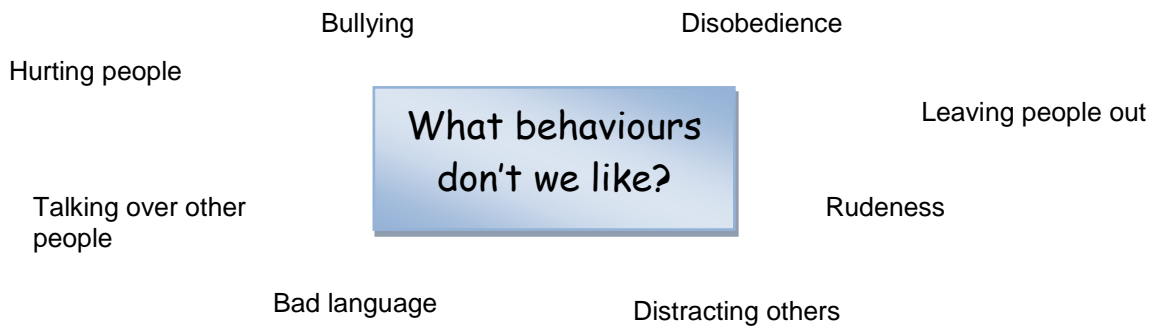 Bullying
Disobedience
Hurting people
What behaviours
don't we like?
Leaving people out
Talking over other
people
Rudeness
Bad language
Distracting others